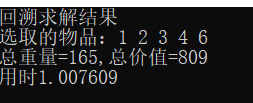 回溯求解结果
选取的物品：1 2 3 4 6
总重量=165,总价值=809
用时1.007609